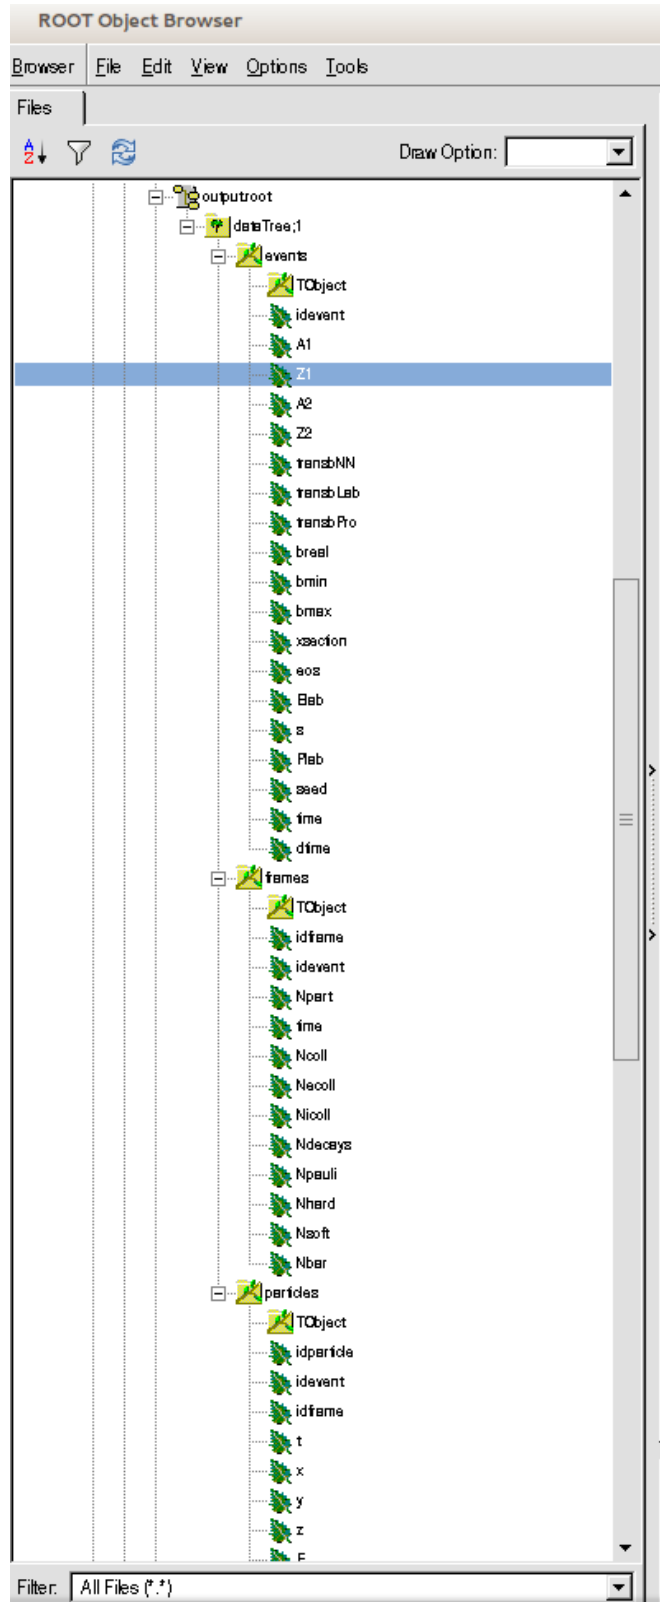 ROOT Object Browser
Browser File Edit View Options Tools
Files
Draw Option:
output.root
dataTree;1
events
TObject
idevent
A1
Z1
A2
Z2
transbNN
transbLab
transbPro
breal
bmin
bmax
xsection
eos
Elab
s
Plab
seed
time
dtime
frames
TObject
idframe
idevent
Npart
time
Ncoll
Necoll
Nicoll
Ndecays
Npauli
Nhard
Nsoft
Nbar
particles
TObject
idparticle
idevent
idframe
t
x
y
z
Filter: All Files (*.*)